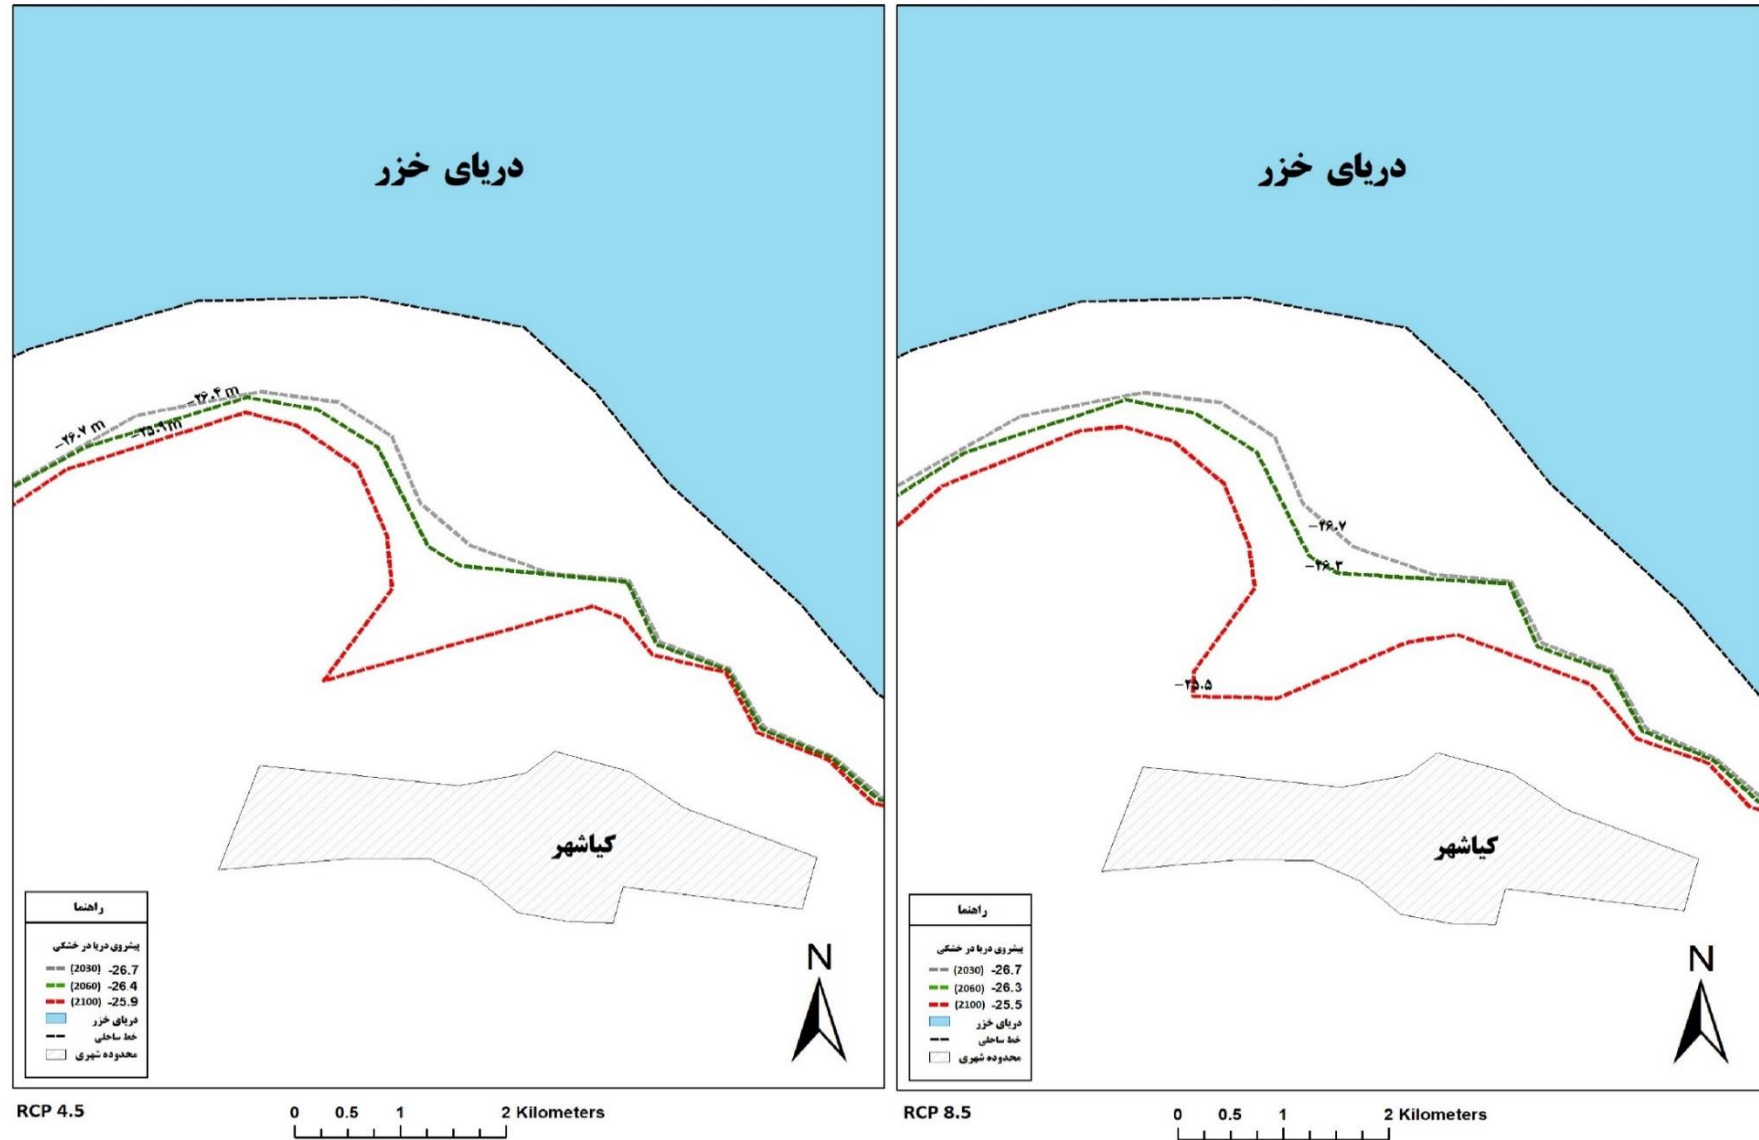 دریای خزر
−۲۶.۷ m
−۲۶.۴ m
−۲۵.۹ m
کیاشهر
راهنما
پیشروی دریا در خشکی
(2030) -26.7
(2060) -26.4
(2100) -25.9
دریای خزر
خط ساحلی
محدوده شهری
N
RCP 4.5
0 0.5 1 2 Kilometers
دریای خزر
−۲۶.۷
−۲۶.۳
−۲۵.۵
کیاشهر
راهنما
پیشروی دریا در خشکی
(2030) -26.7
(2060) -26.3
(2100) -25.5
دریای خزر
خط ساحلی
محدوده شهری
N
RCP 8.5
0 0.5 1 2 Kilometers